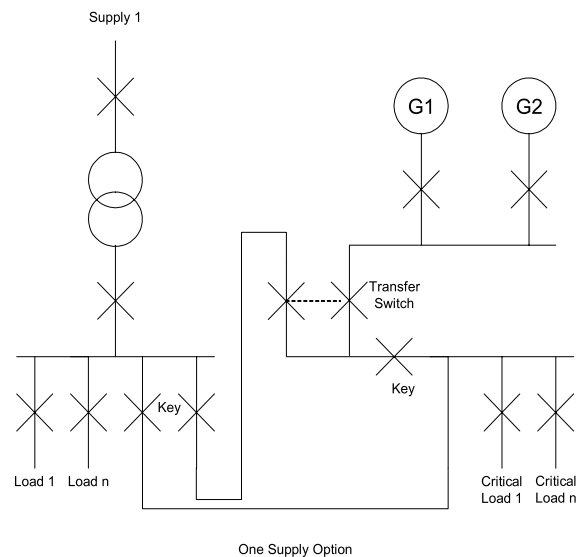 Supply 1
G1
G2
Transfer
Switch
Key
Key
Load 1
Load n
Critical
Load 1
Critical
Load n
One Supply Option